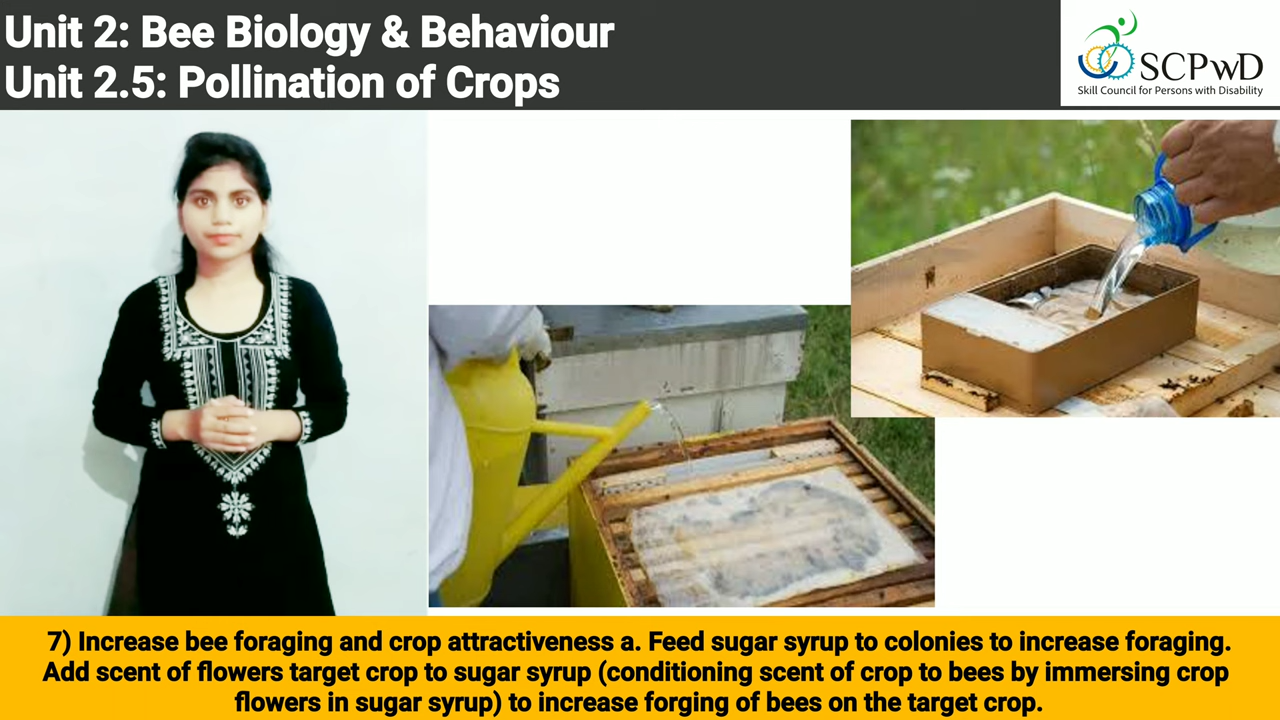 Unit 2: Bee Biology & Behaviour
Unit 2.5: Pollination of Crops
SCPwD
Skill Council for Persons with Disability
7) Increase bee foraging and crop attractiveness a. Feed sugar syrup to colonies to increase foraging.
Add scent of flowers target crop to sugar syrup (conditioning scent of crop to bees by immersing crop
flowers in sugar syrup) to increase forging of bees on the target crop.